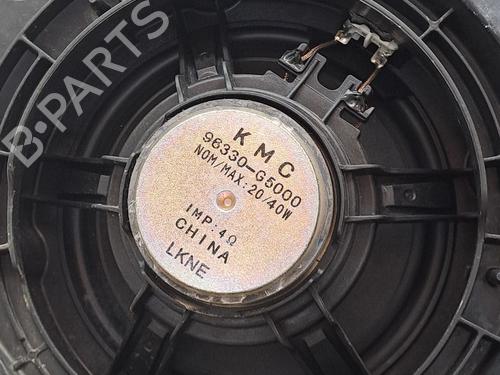 B-PARTS
KMC
96330-G5000
NOM/MAX:20/40W
IMP:4Ω
CHINA
LKNE